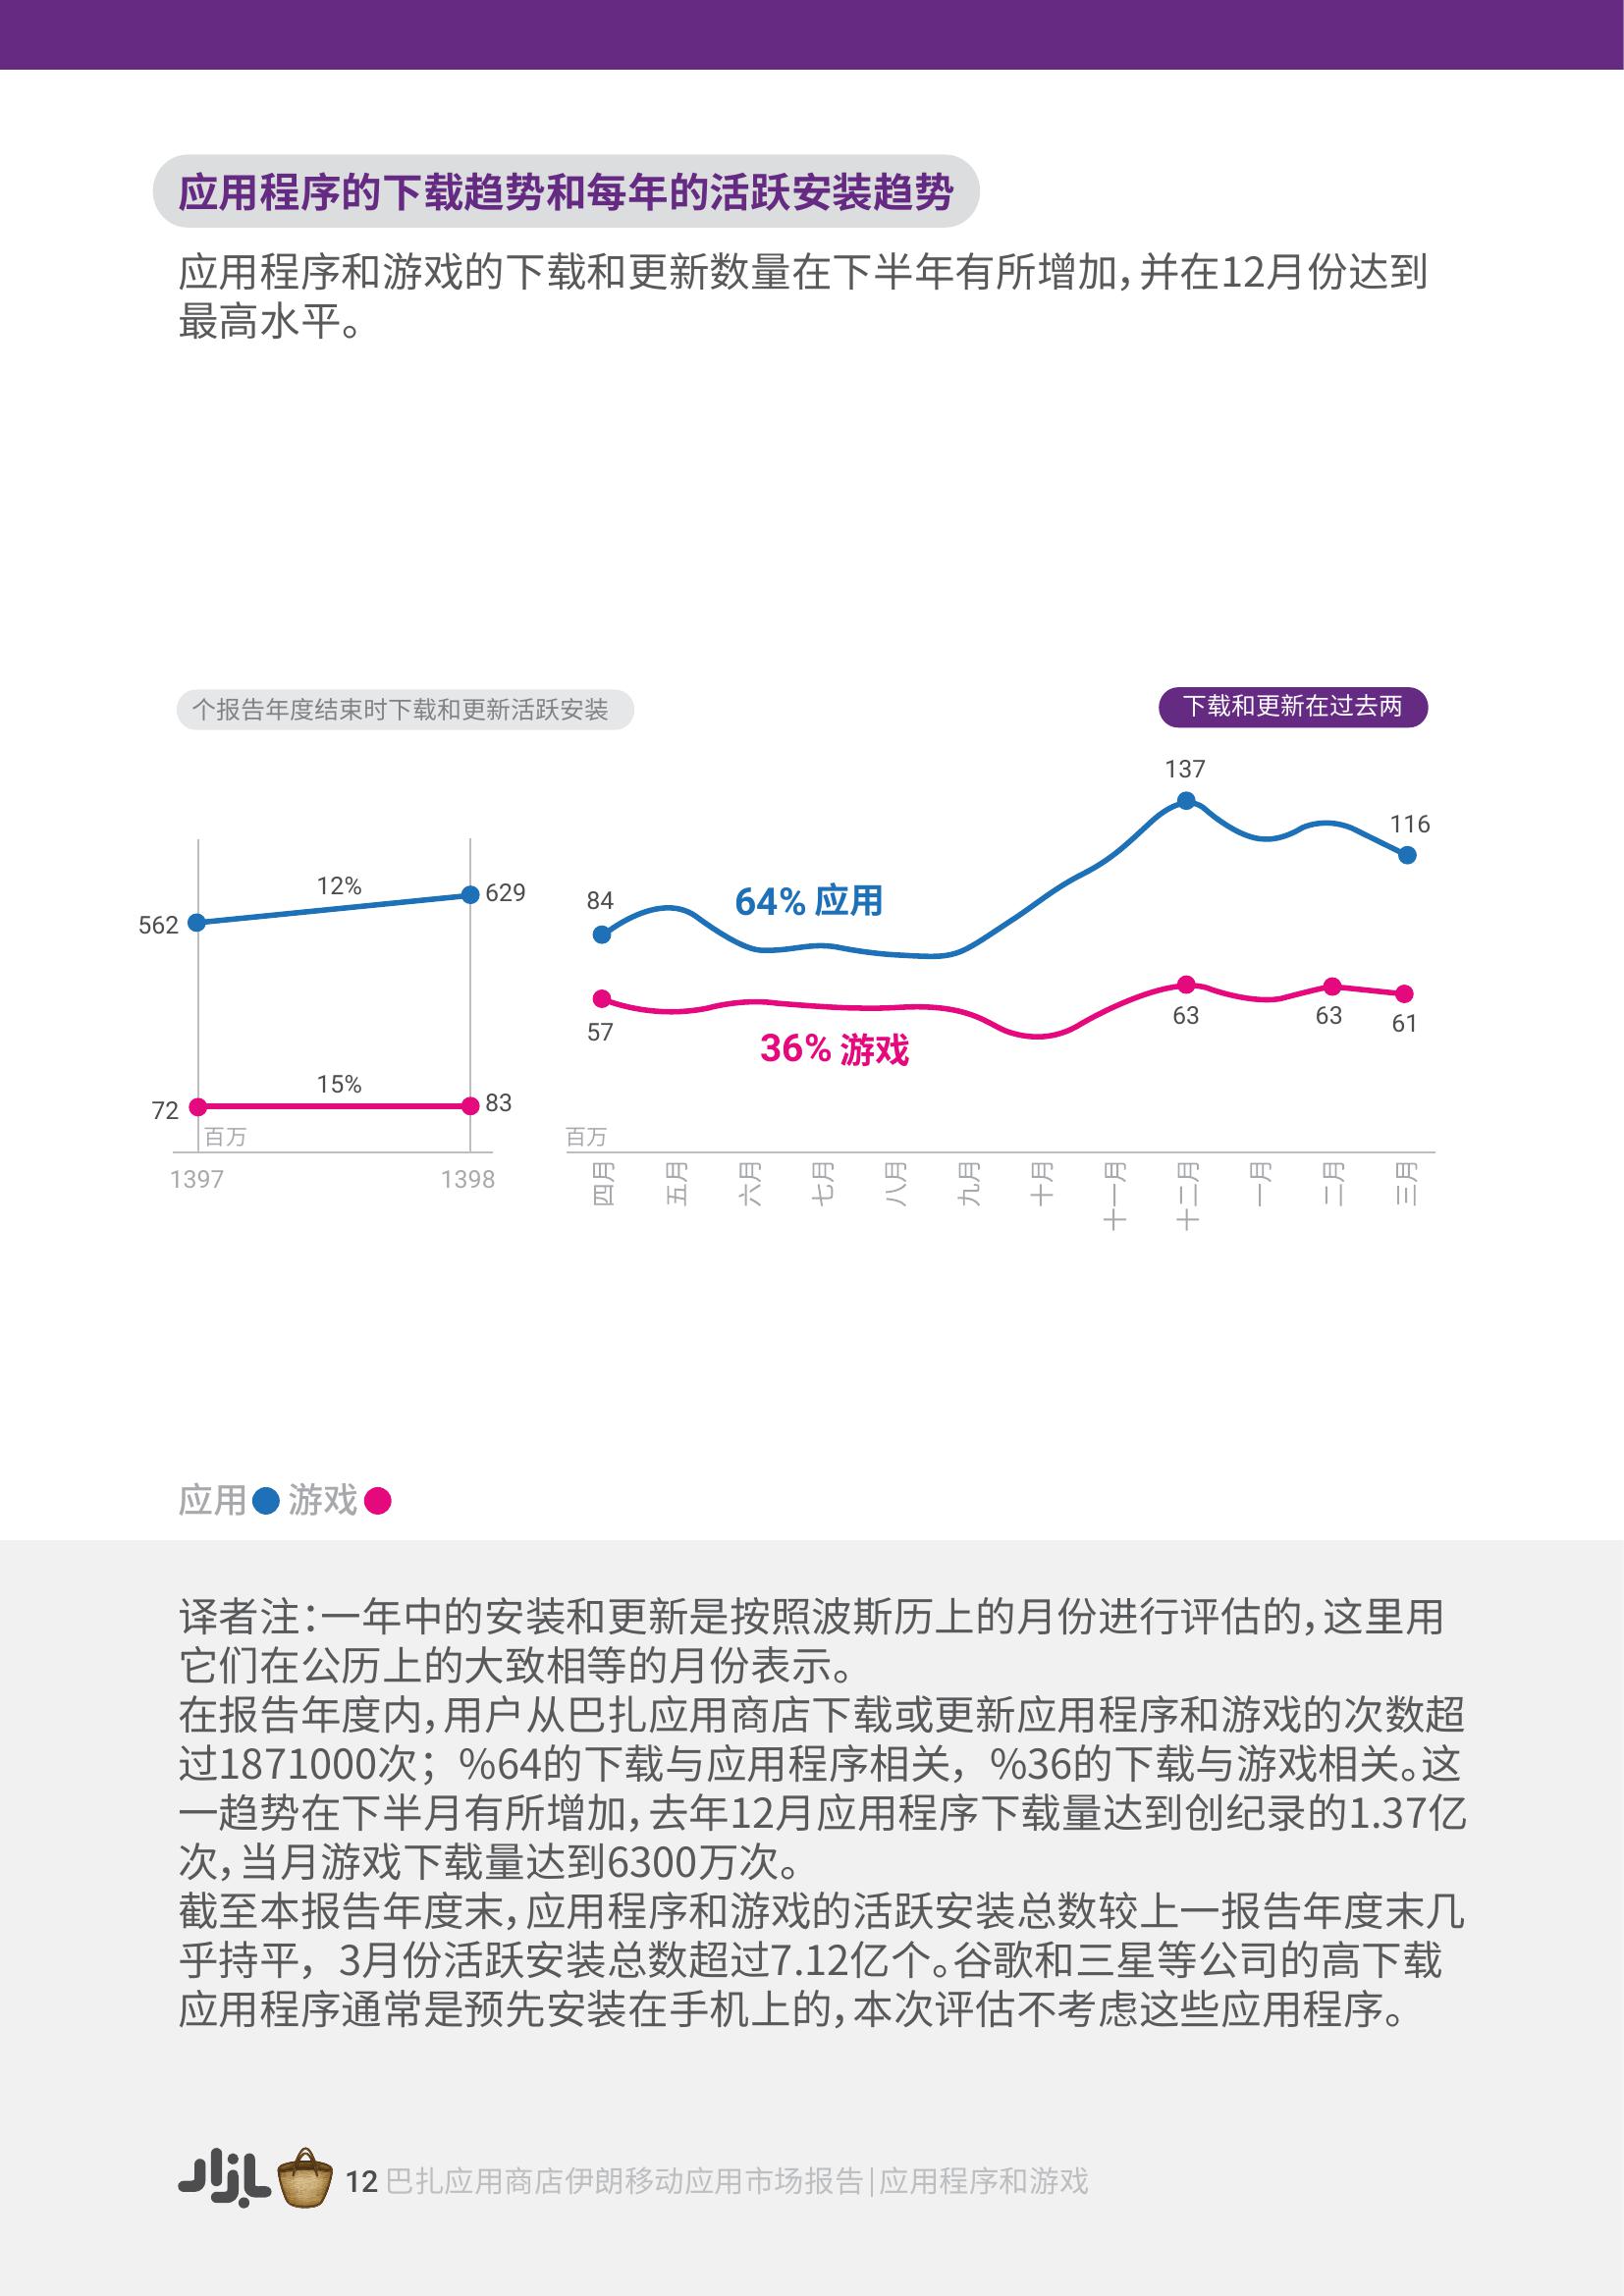 应用程序的下载趋势和每年的活跃安装趋势
应用程序和游戏的下载和更新数量在下半年有所增加，并在12月份达到
最高水平。
个报告年度结束时下载和更新活跃安装
下载和更新在过去两
12%
562
629
15%
72
83
百万
1397
1398
137
116
84
64% 应用
57
36% 游戏
63
63
61
百万
四月
五月
六月
七月
八月
九月
十月
十一月
十二月
一月
二月
三月
应用 游戏
译者注：一年中的安装和更新是按照波斯历上的月份进行评估的，这里用
它们在公历上的大致相等的月份表示。
在报告年度内，用户从巴扎应用商店下载或更新应用程序和游戏的次数超
过1871000次；%64的下载与应用程序相关，%36的下载与游戏相关。这
一趋势在下半月有所增加，去年12月应用程序下载量达到创纪录的1.37亿
次，当月游戏下载量达到6300万次。
截至本报告年度末，应用程序和游戏的活跃安装总数较上一报告年度末几
乎持平，3月份活跃安装总数超过7.12亿个。谷歌和三星等公司的高下载
应用程序通常是预先安装在手机上的，本次评估不考虑这些应用程序。
بازار 12 巴扎应用商店伊朗移动应用市场报告|应用程序和游戏